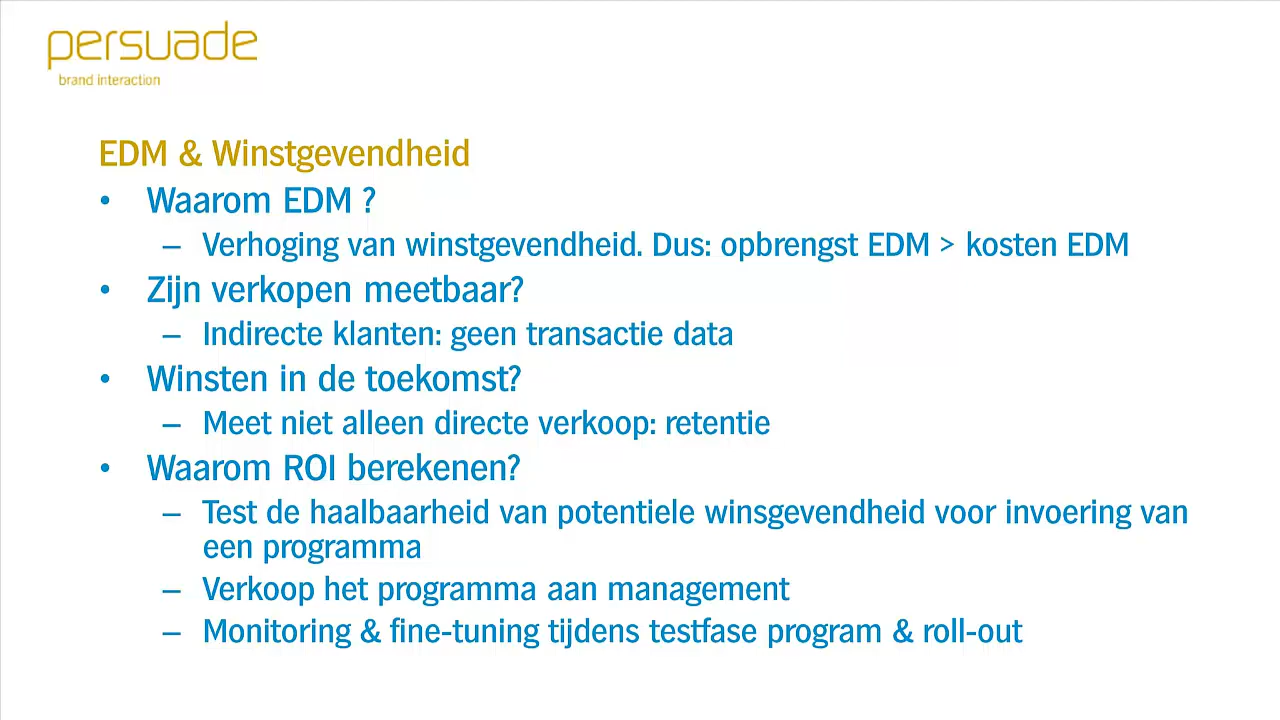 persuade
brand interaction
EDM & Winstgevendheid
• Waarom EDM ?
– Verhoging van winstgevendheid. Dus: opbrengst EDM > kosten EDM
• Zijn verkopen meetbaar?
– Indirecte klanten: geen transactie data
• Winsten in de toekomst?
– Meet niet alleen directe verkoop: retentie
• Waarom ROI berekenen?
– Test de haalbaarheid van potentiele winsgevendheid voor invoering van
een programma
– Verkoop het programma aan management
– Monitoring & fine-tuning tijdens testfase program & roll-out